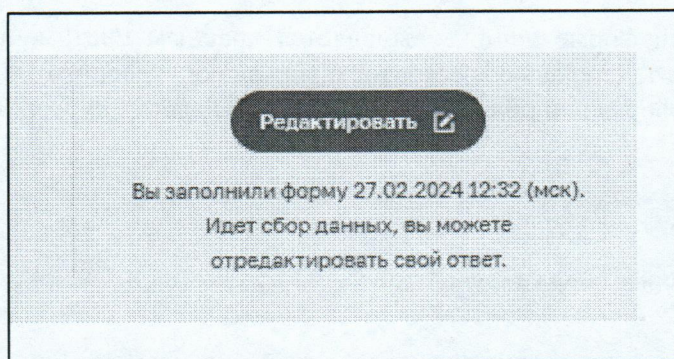 Редактировать
Вы заполнили форму 27.02.2024 12:32 (мск).
Идет сбор данных, вы можете
отредактировать свой ответ.